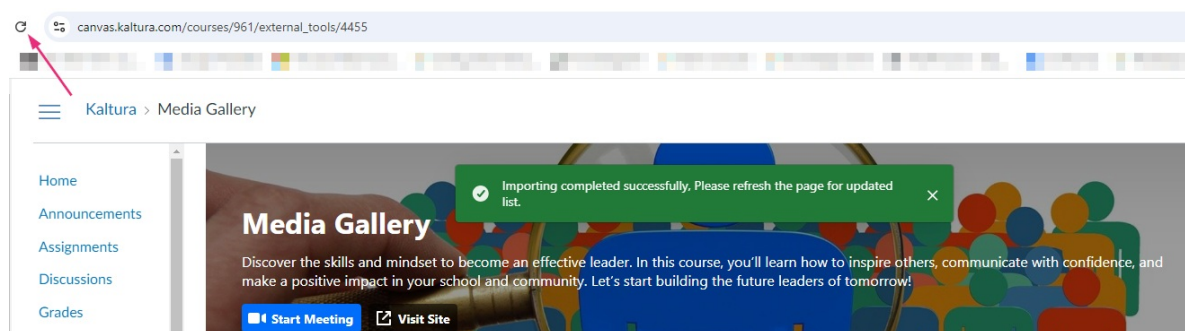 canvas.kaltura.com/courses/961/external_tools/4455
Kaltura > Media Gallery
Home
Announcements
Assignments
Discussions
Grades
Importing completed successfully, Please refresh the page for updated
list.
Media Gallery
Discover the skills and mindset to become an effective leader. In this course, you'll learn how to inspire others, communicate with confidence, and
make a positive impact in your school and community. Let's start building the future leaders of tomorrow!
Start Meeting
Visit Site